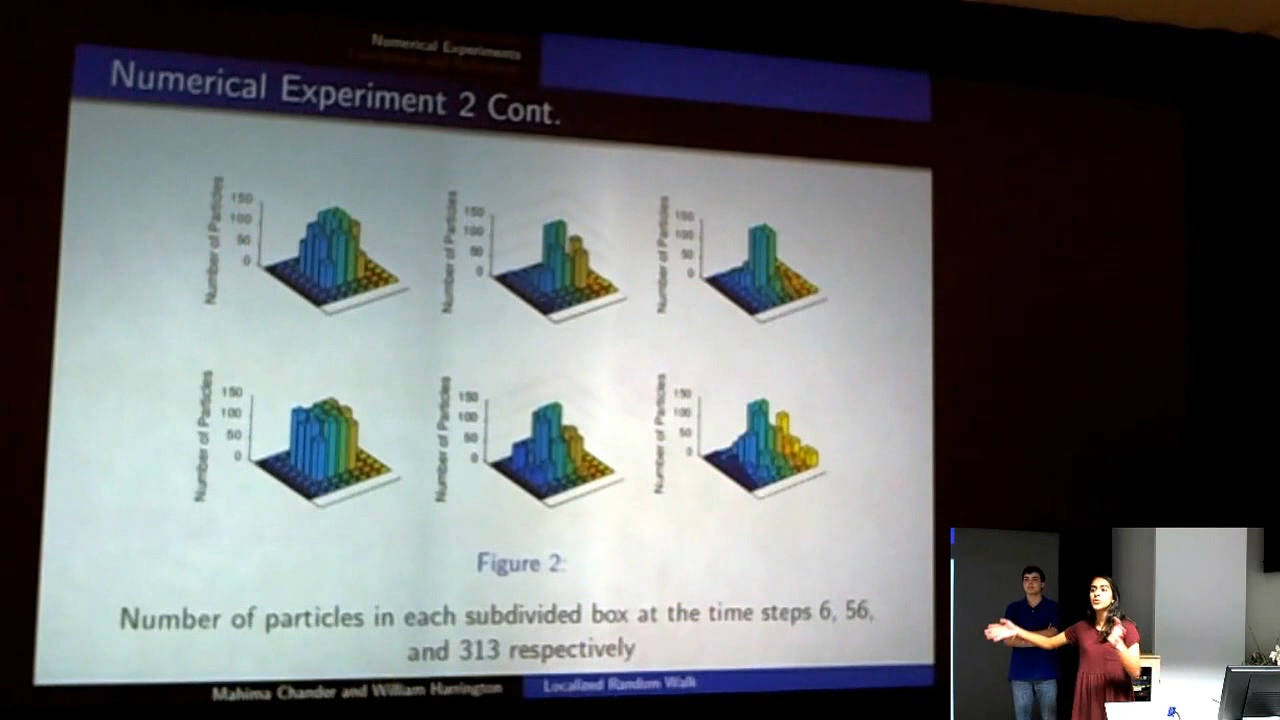 Numerical Experiments
Numerical Experiment 2 Cont.
Number of Particles
150
100
50
0
Number of Particles
150
100
50
0
Number of Particles
150
100
50
0
Number of Particles
150
100
50
0
Number of Particles
150
100
50
0
Number of Particles
150
100
50
0
Figure 2:
Number of particles in each subdivided box at the time steps 6, 56,
and 313 respectively
Mahima Chander and William Harrington
Localized Random Walk